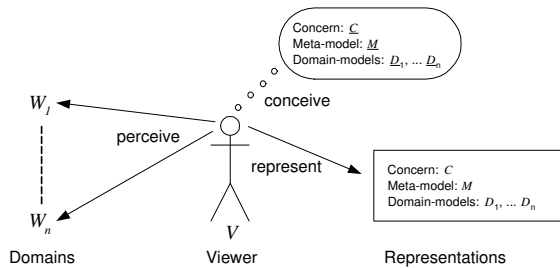 Concern: C
Meta-model: M
Domain-models: D1, ... Dn
conceive
W1
perceive
represent
Concern: C
Meta-model: M
Domain-models: D1, ... Dn
Wn
V
Domains
Viewer
Representations